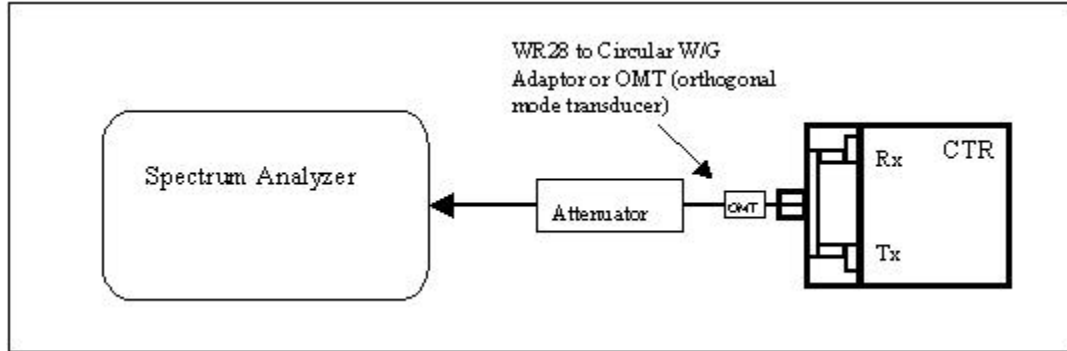 WR28 to Circular W/G
Adaptor or OMT (orthogonal
mode transducer)
Spectrum Analyzer
Attenuator
OMT
Rx
CTR
Tx